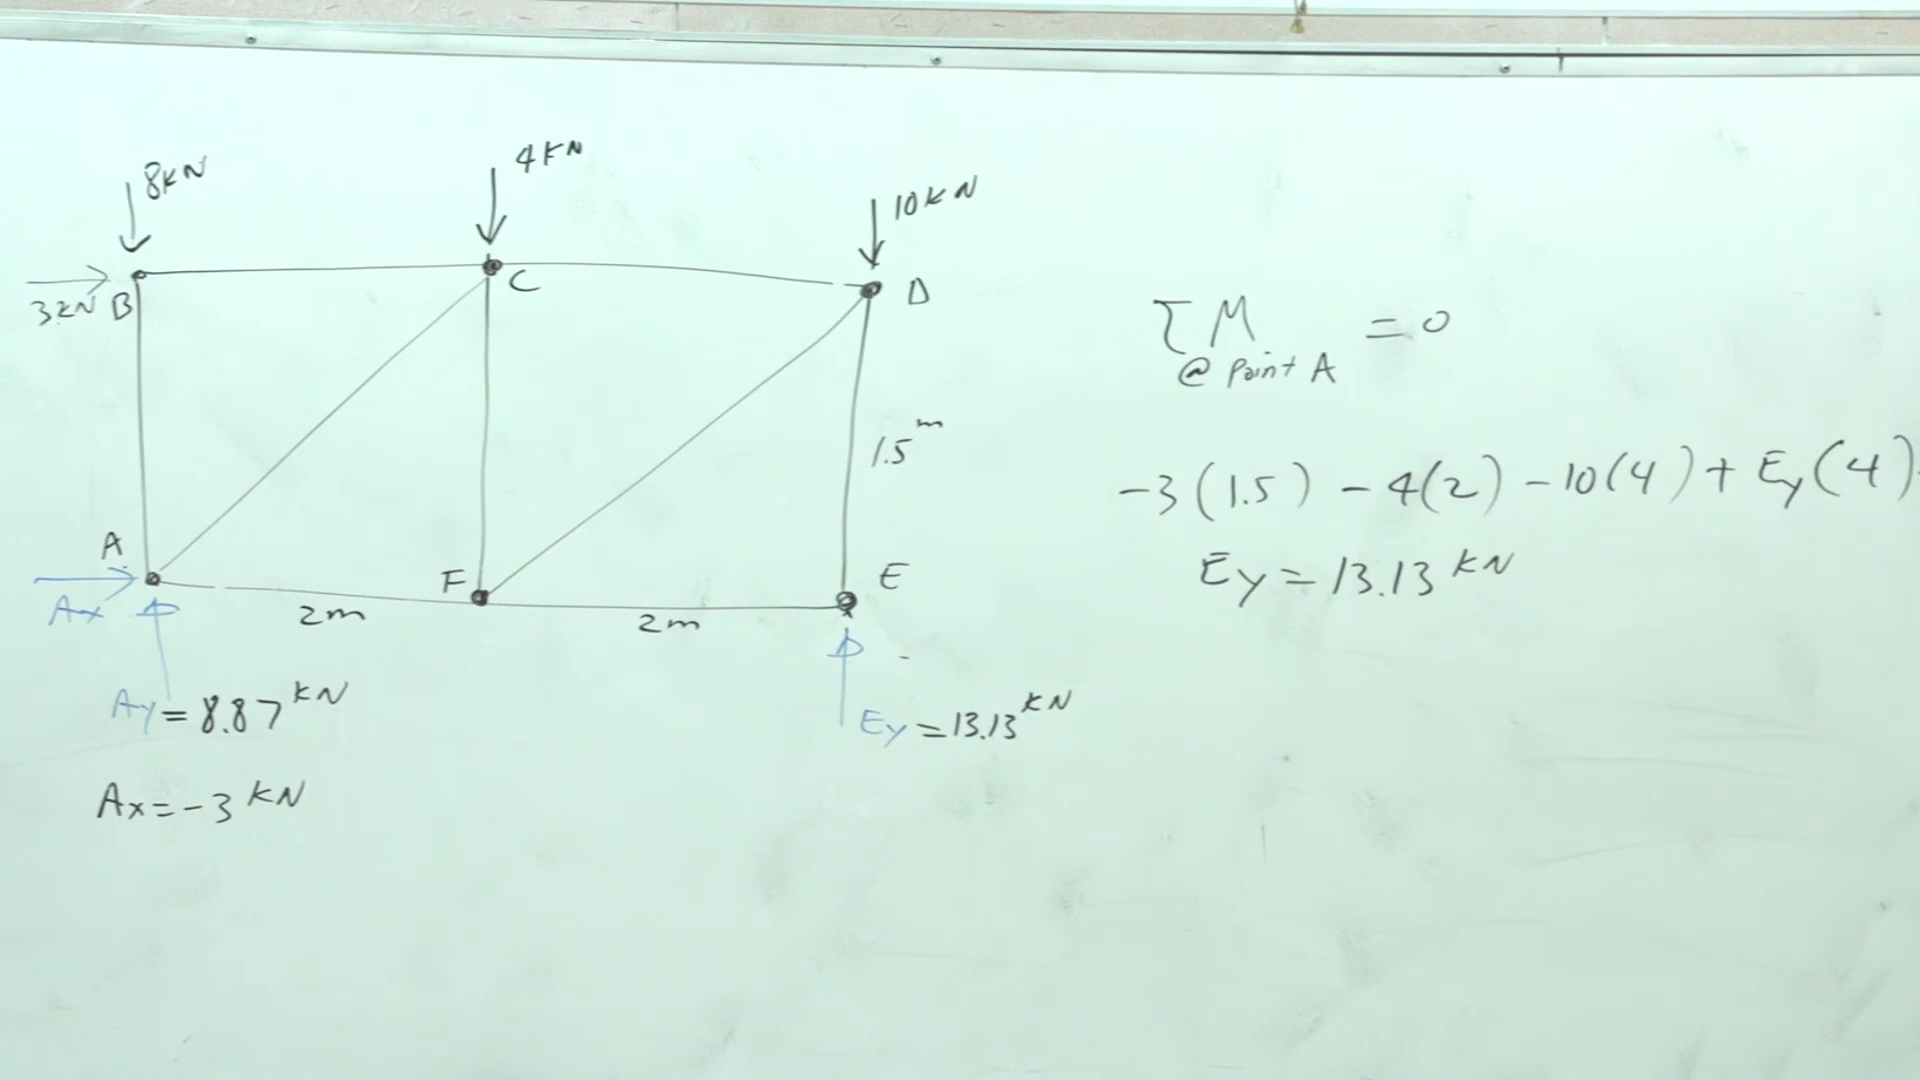 8KN
4KN
10KN
3KN B
C
D
ΣM = 0
@ Point A
1.5 m
-3(1.5) - 4(2) - 10(4) + Ey(4)
A
F
E
Ey = 13.13 KN
Ax
2m
2m
Ay = 8.87 KN
Ey = 13.13 KN
Ax = -3 KN